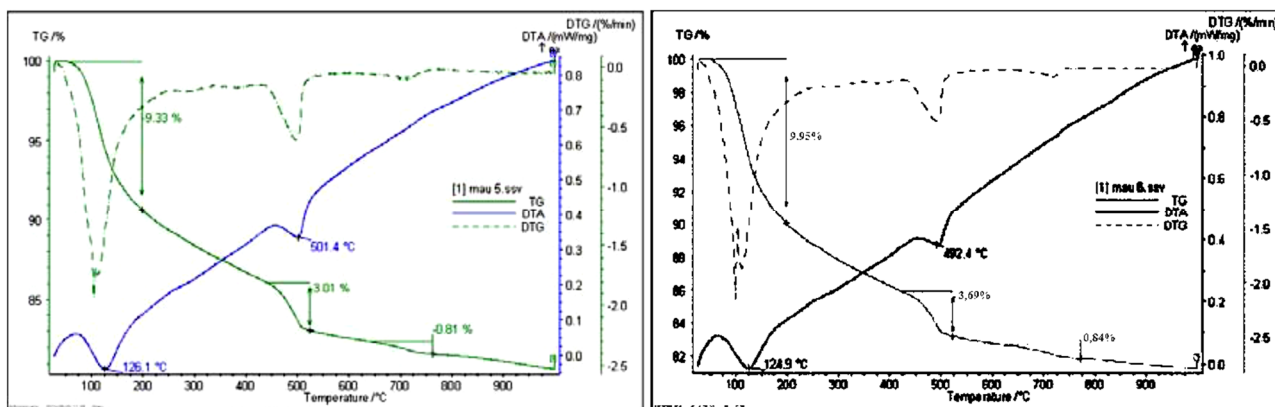 TG /%
DTG /(%/min)
DTA /(mW/mg)
100
95
90
85
-9.33 %
3.01 %
-0.81 %
501.4 °C
126.1 °C
[1] mau 5.ssv
TG
DTA
DTG
0.8
0.7
0.6
0.5
0.4
0.3
0.2
0.1
0.0
0.0
-0.5
-1.0
-1.5
-2.0
-2.5
100 200 300 400 500 600 700 800 900
Temperature /°C
TG /%
DTG /(%/min)
DTA /(mW/mg)
100
98
96
94
92
90
88
86
84
82
9.95%
3,69%
0,84%
492.4 °C
124.9 °C
[1] mau 6.ssv
TG
DTA
DTG
1.0
0.8
0.6
0.4
0.2
0.0
0.0
-0.5
-1.0
-1.5
-2.0
-2.5
100 200 300 400 500 600 700 800 900
Temperature /°C